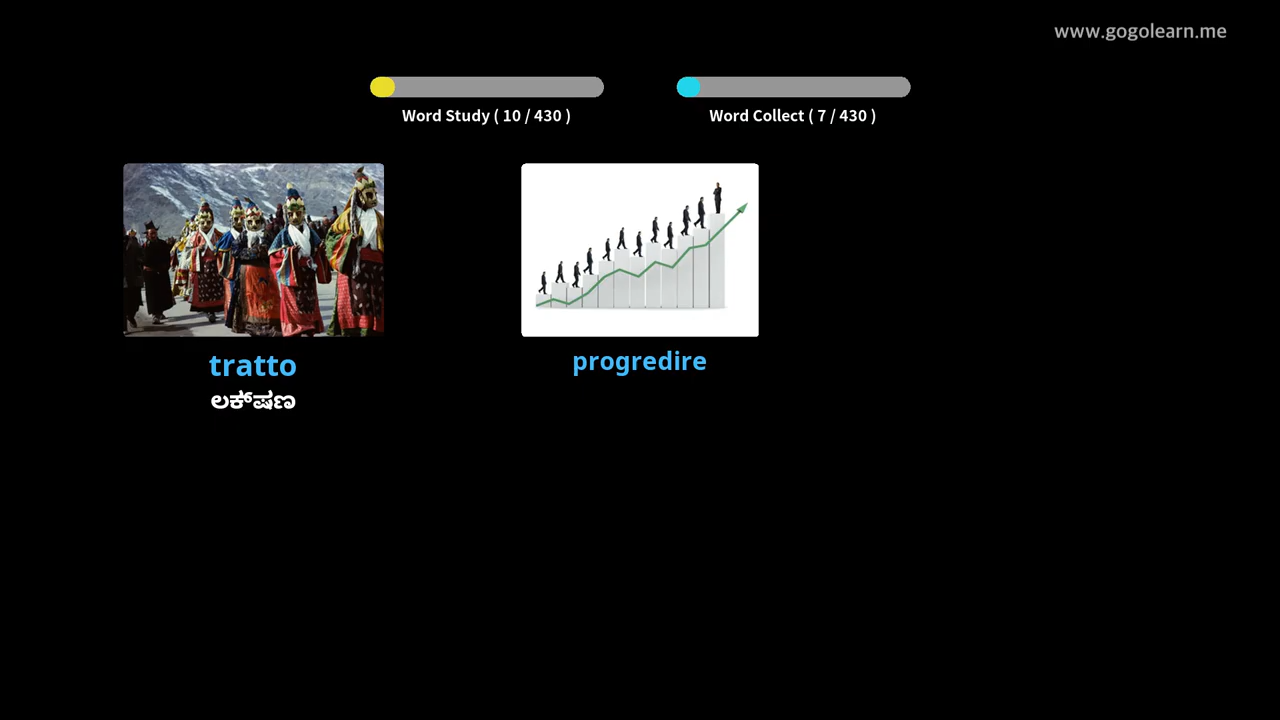 www.gogolearn.me
Word Study ( 10 / 430 )
Word Collect ( 7 / 430 )
tratto
ಲಕ್ಷಣ
progredire